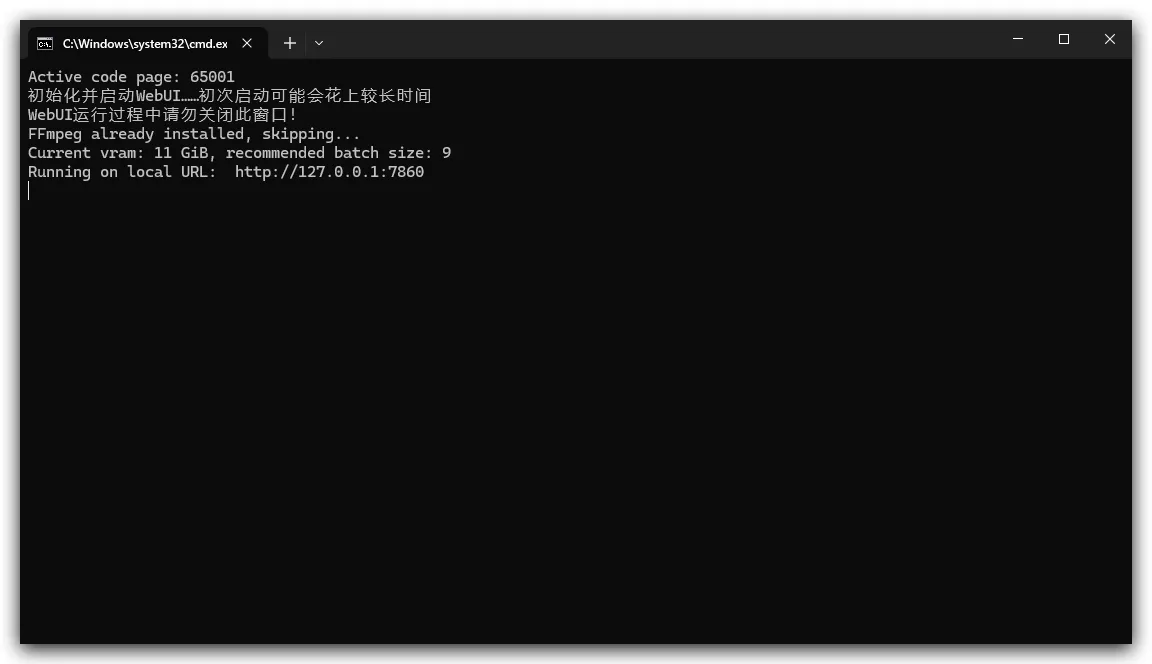 C:\Windows\system32\cmd.ex
Active code page: 65001
初始化并启动WebUI……初次启动可能会花上较长时间
WebUI运行过程中请勿关闭此窗口!
FFmpeg already installed, skipping...
Current vram: 11 GiB, recommended batch size: 9
Running on local URL:  http://127.0.0.1:7860